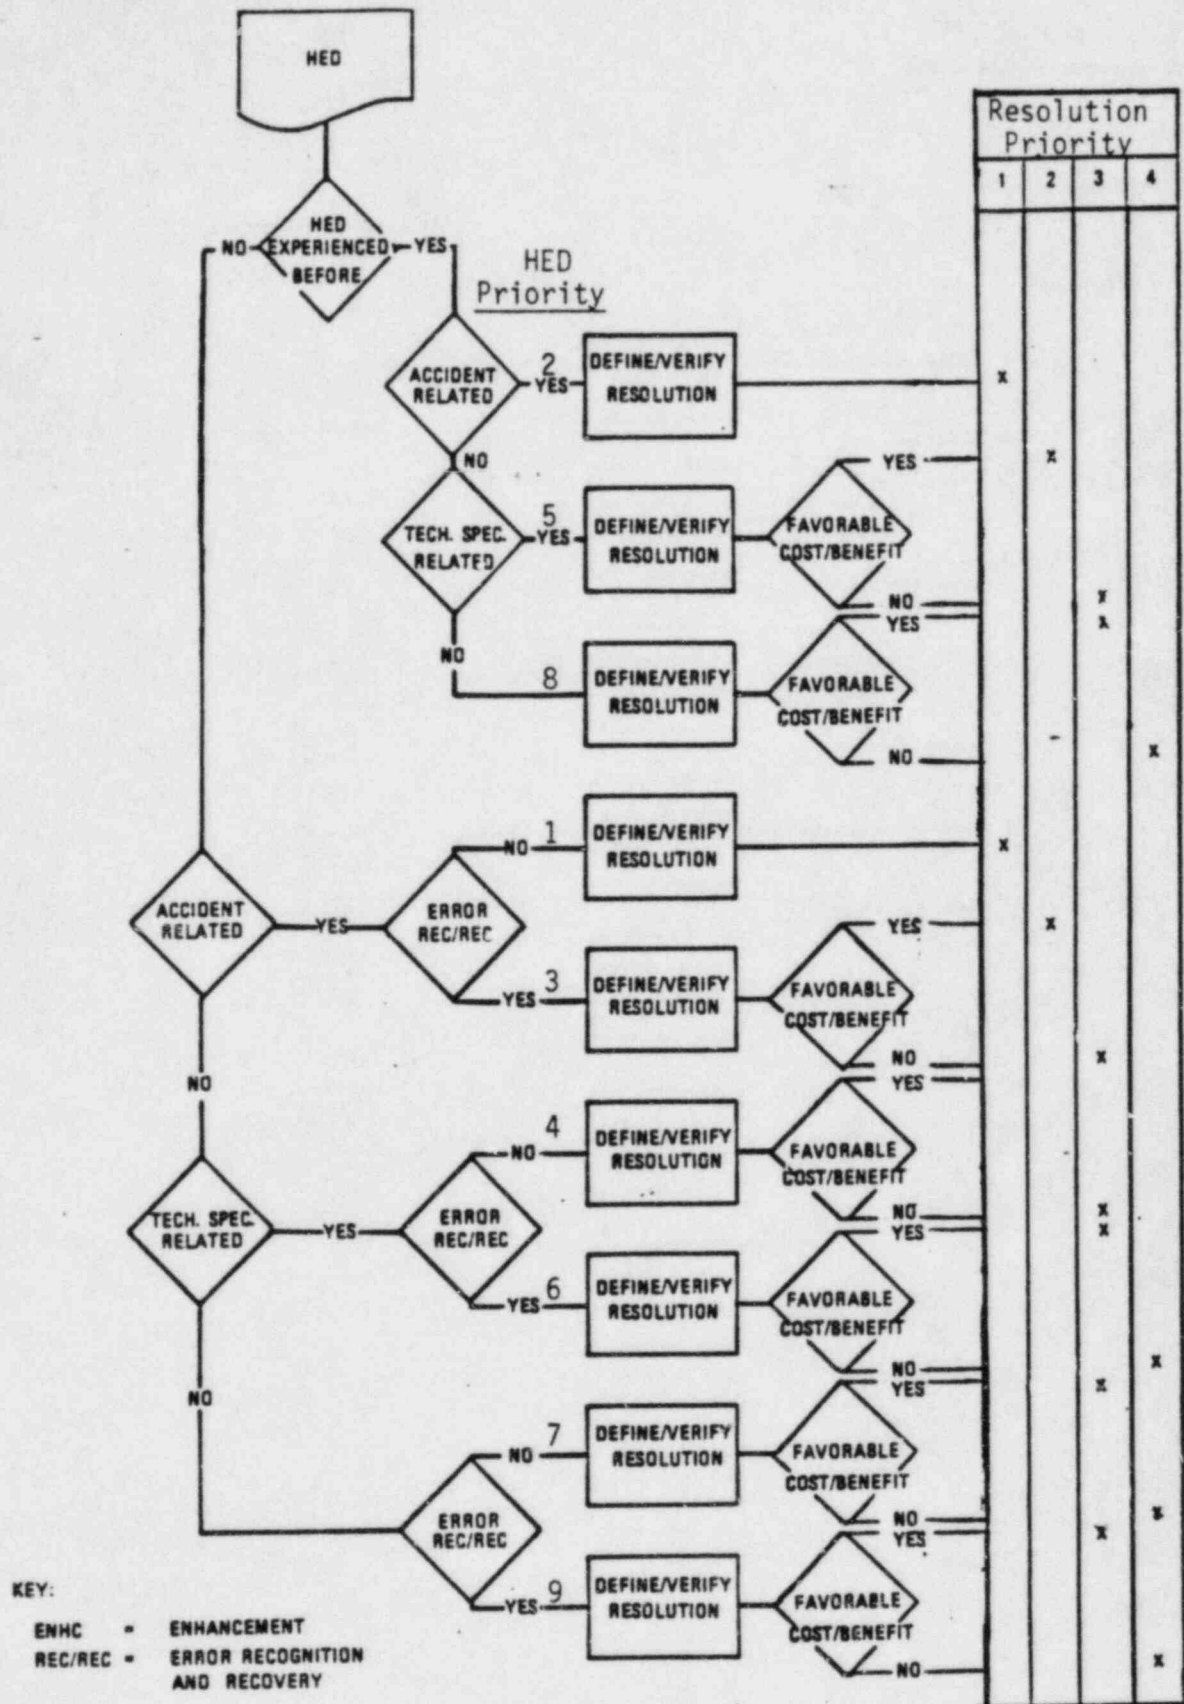 HED
Resolution
Priority
1 2 3 4
HED
EXPERIENCED
BEFORE
NO
YES
HED
Priority
ACCIDENT
RELATED
2
YES
DEFINE/VERIFY
RESOLUTION
X
NO
TECH. SPEC.
RELATED
5
YES
DEFINE/VERIFY
RESOLUTION
FAVORABLE
COST/BENEFIT
YES
X
NO
X
NO
8
DEFINE/VERIFY
RESOLUTION
FAVORABLE
COST/BENEFIT
YES
X
NO
X
ACCIDENT
RELATED
YES
ERROR
REC/REC
NO
1
DEFINE/VERIFY
RESOLUTION
X
YES
3
DEFINE/VERIFY
RESOLUTION
FAVORABLE
COST/BENEFIT
YES
X
NO
X
NO
TECH. SPEC.
RELATED
YES
ERROR
REC/REC
NO
4
DEFINE/VERIFY
RESOLUTION
FAVORABLE
COST/BENEFIT
YES
NO
X
YES
6
DEFINE/VERIFY
RESOLUTION
FAVORABLE
COST/BENEFIT
YES
X
NO
X
NO
ERROR
REC/REC
NO
7
DEFINE/VERIFY
RESOLUTION
FAVORABLE
COST/BENEFIT
YES
X
NO
X
YES
9
DEFINE/VERIFY
RESOLUTION
FAVORABLE
COST/BENEFIT
YES
X
NO
X
KEY:
ENHC = ENHANCEMENT
REC/REC = ERROR RECOGNITION
AND RECOVERY